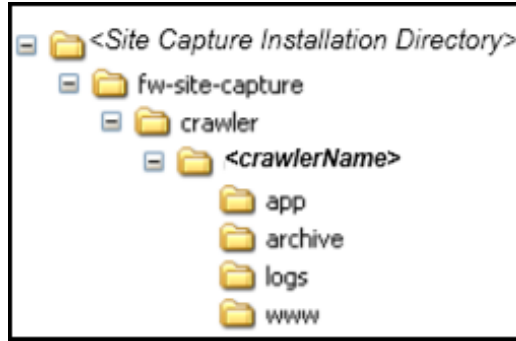 <Site Capture Installation Directory>
fw-site-capture
crawler
<crawlerName>
app
archive
logs
www